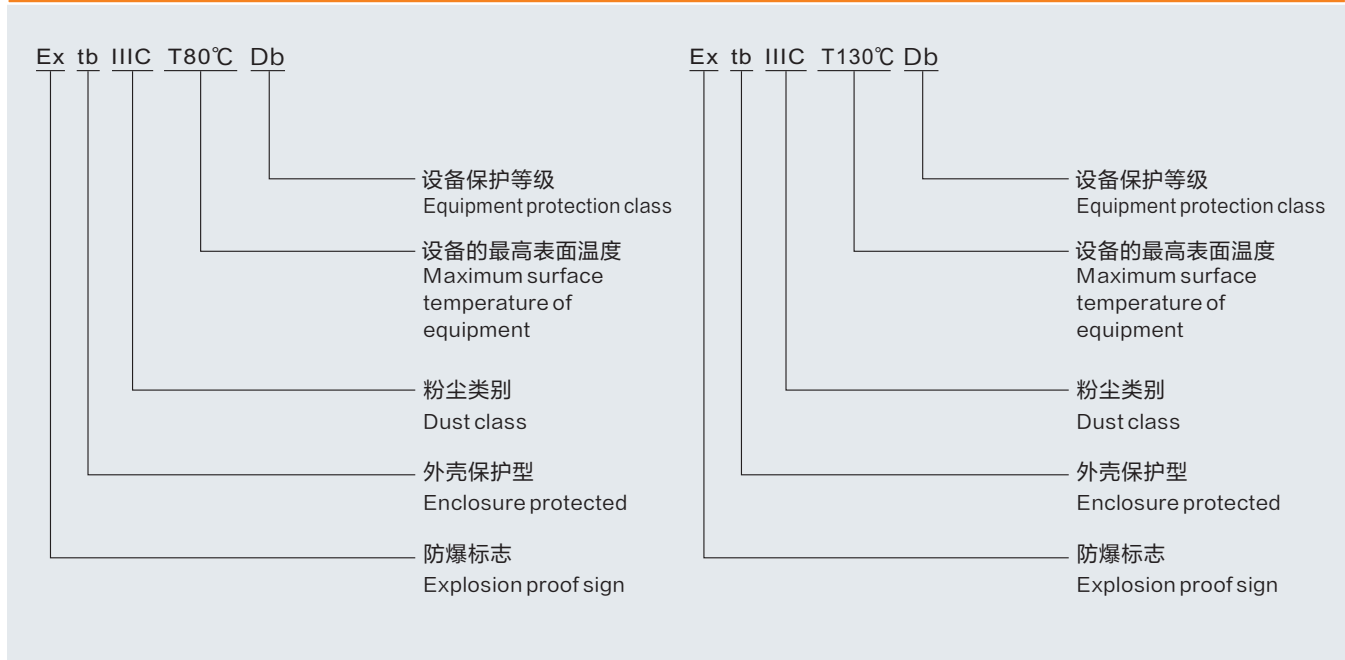 Ex tb IIIC T80℃ Db
设备保护等级
Equipment protection class
设备的最高表面温度
Maximum surface
temperature of
equipment
粉尘类别
Dust class
外壳保护型
Enclosure protected
防爆标志
Explosion proof sign
Ex tb IIIC T130℃ Db
设备保护等级
Equipment protection class
设备的最高表面温度
Maximum surface
temperature of
equipment
粉尘类别
Dust class
外壳保护型
Enclosure protected
防爆标志
Explosion proof sign